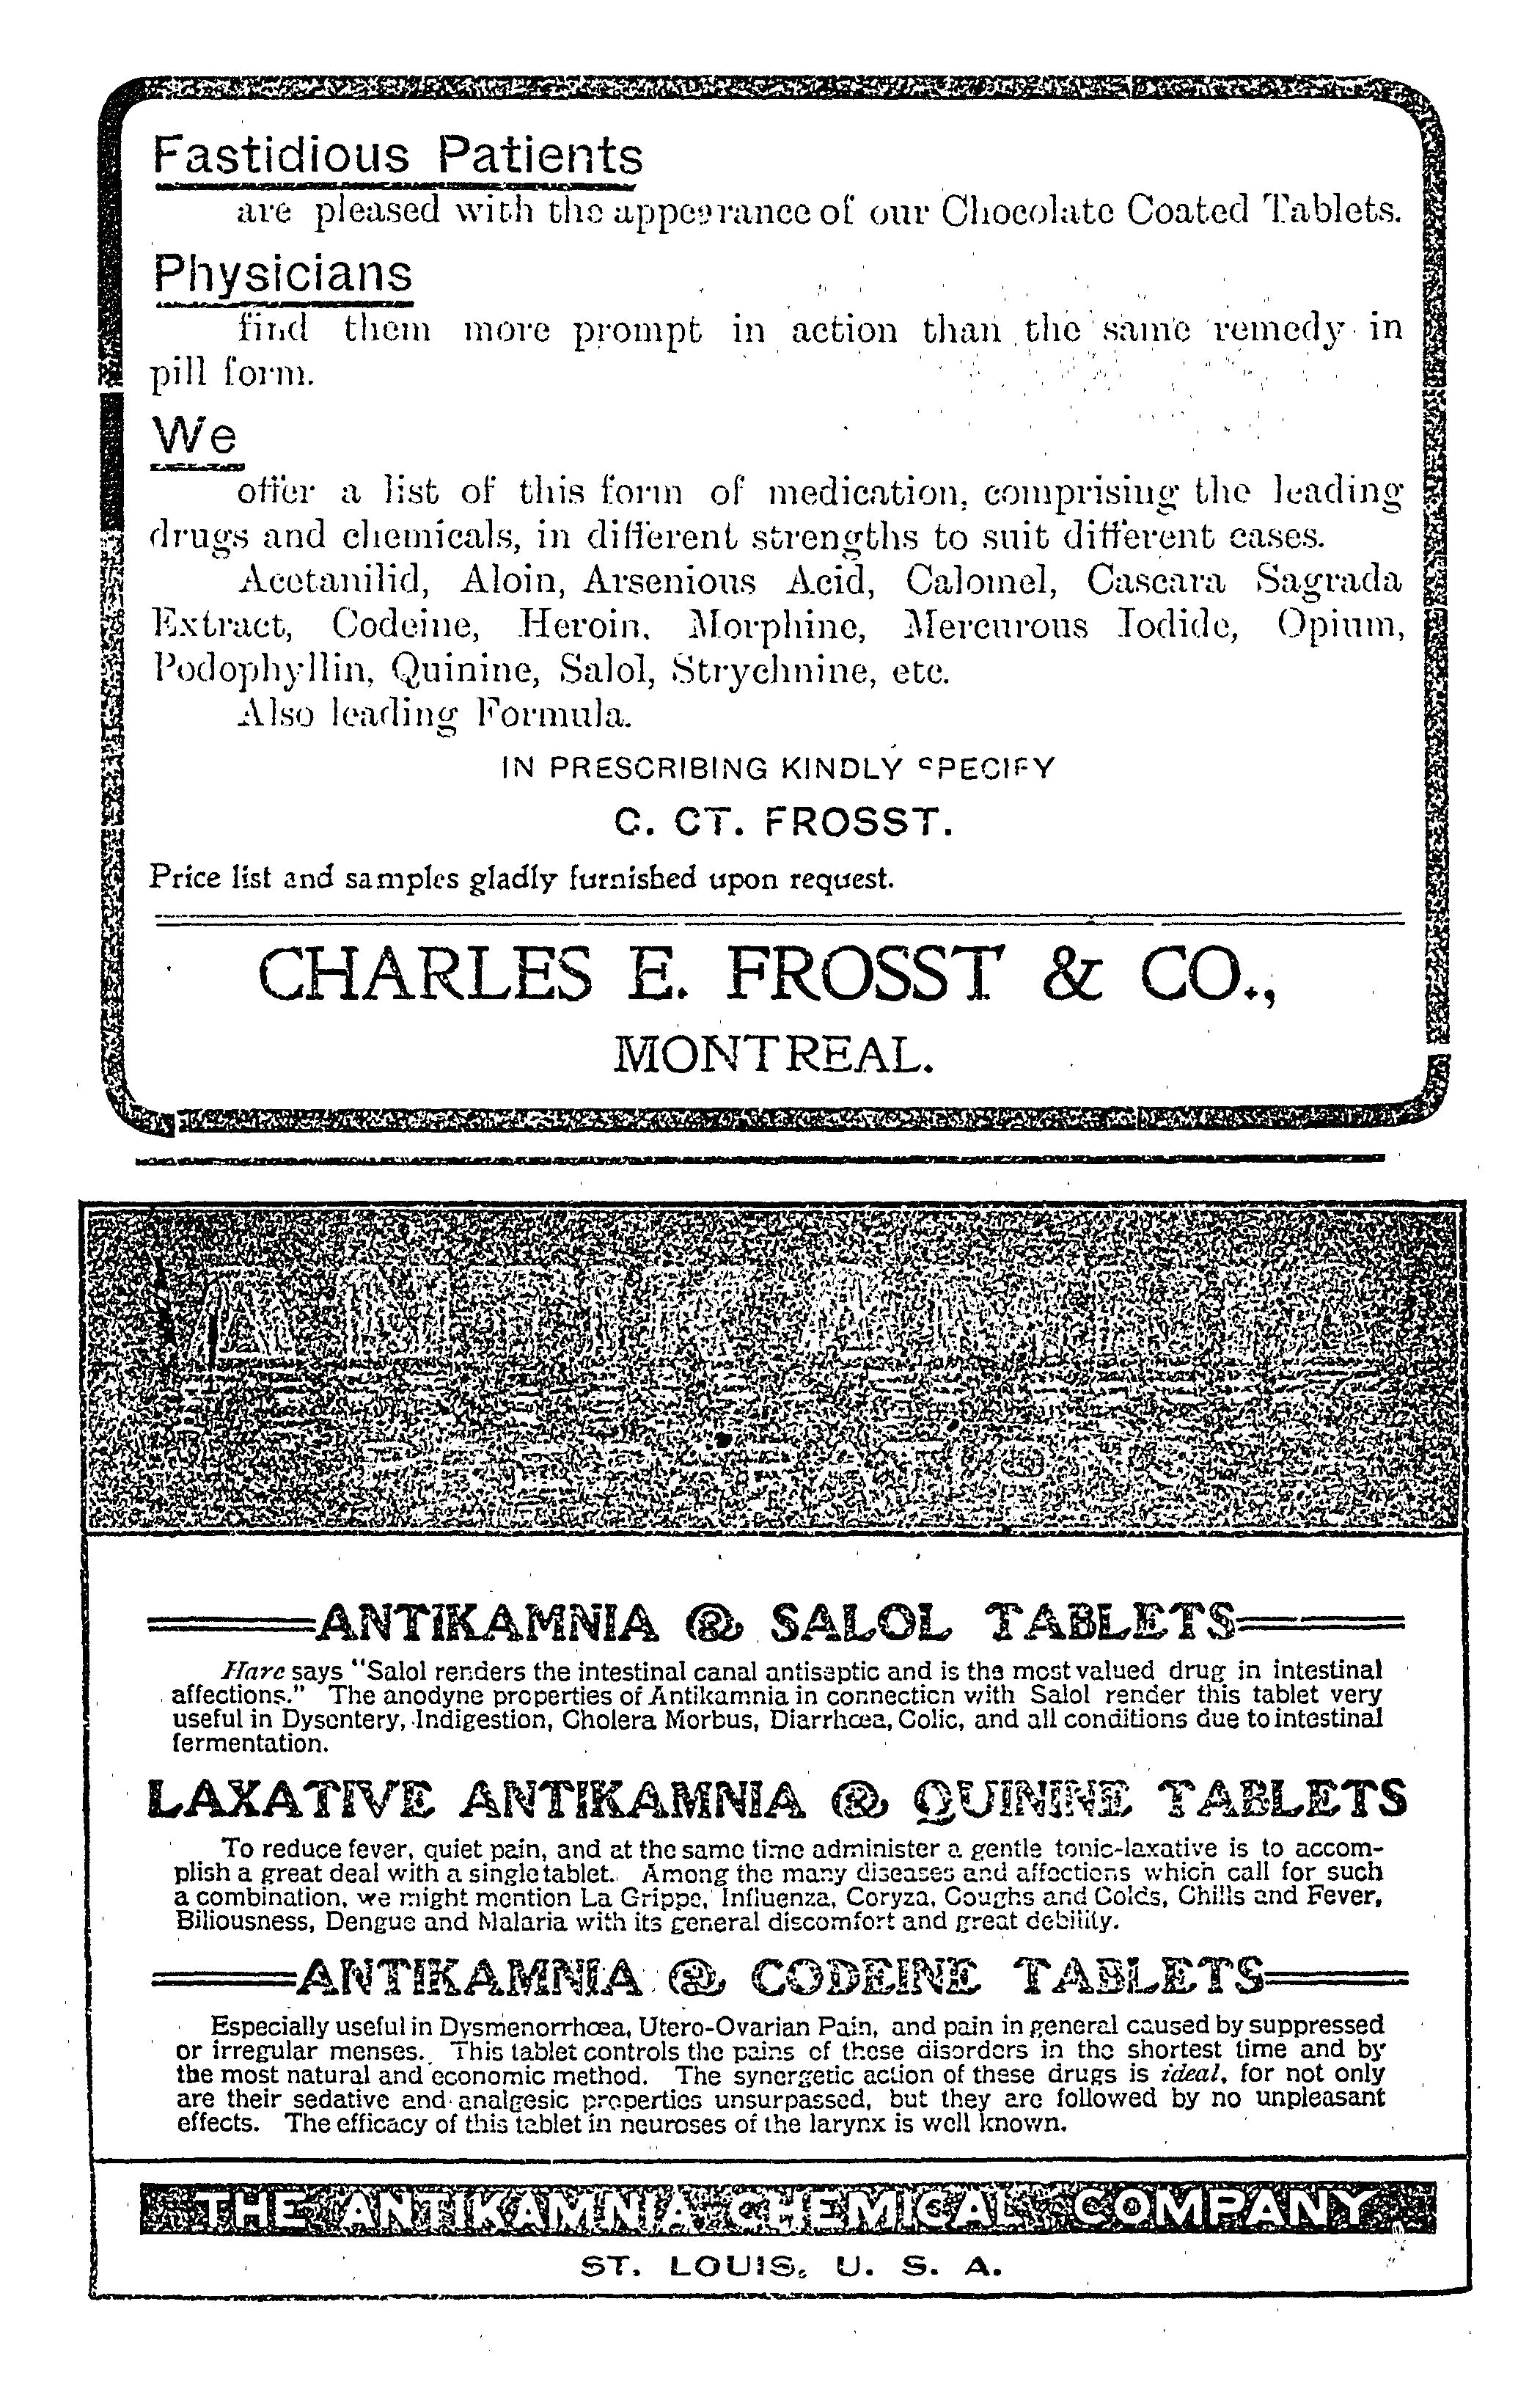 Fastidious Patients
are pleased with the appearance of our Chocolate Coated Tablets.
Physicians
find them more prompt in action than the same remedy in
pill form.
We
offer a list of this form of medication, comprising the leading
drugs and chemicals, in different strengths to suit different cases.
Acetanilid, Aloin, Arsenious Acid, Calomel, Cascara Sagrada
Extract, Codeine, Heroin, Morphine, Mercurous Iodide, Opium,
Podophyllin, Quinine, Salol, Strychnine, etc.
Also leading Formula.
IN PRESCRIBING KINDLY SPECIFY
C. CT. FROSST.
Price list and samples gladly furnished upon request.
CHARLES E. FROSST & CO.,
MONTREAL.
ANTIKAMNIA
PREPARATIONS
ANTIKAMNIA & SALOL TABLETS
Hare says "Salol renders the intestinal canal antiseptic and is the most valued drug in intestinal
affections." The anodyne properties of Antikamnia in connection with Salol render this tablet very
useful in Dysentery, Indigestion, Cholera Morbus, Diarrhœa, Colic, and all conditions due to intestinal
fermentation.
LAXATIVE ANTIKAMNIA & QUININE TABLETS
To reduce fever, quiet pain, and at the same time administer a gentle tonic-laxative is to accom-
plish a great deal with a single tablet. Among the many diseases and affections which call for such
a combination, we might mention La Grippe, Influenza, Coryza, Coughs and Colds, Chills and Fever,
Biliousness, Dengue and Malaria with its general discomfort and great debility.
ANTIKAMNIA & CODEINE TABLETS
Especially useful in Dysmenorrhœa, Utero-Ovarian Pain, and pain in general caused by suppressed
or irregular menses. This tablet controls the pains of these disorders in the shortest time and by
the most natural and economic method. The synergetic action of these drugs is ideal, for not only
are their sedative and analgesic properties unsurpassed, but they are followed by no unpleasant
effects. The efficacy of this tablet in neuroses of the larynx is well known.
THE ANTIKAMNIA CHEMICAL COMPANY
ST. LOUIS, U. S. A.